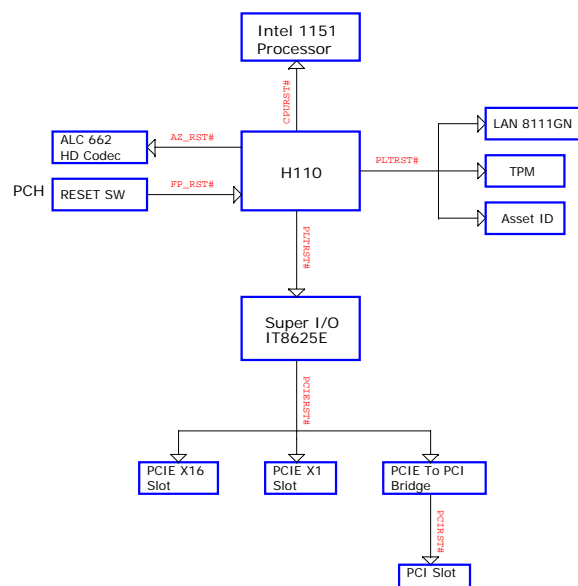 Intel 1151
Processor
CPURST#
ALC 662
HD Codec
AZ_RST#
H110
PLTRST#
LAN 8111GN
TPM
Asset ID
PCH
RESET SW
FP_RST#
PLTRST#
Super I/O
IT8625E
PCIERST#
PCIE X16
Slot
PCIE X1
Slot
PCIE To PCI
Bridge
PCIRST#
PCI Slot